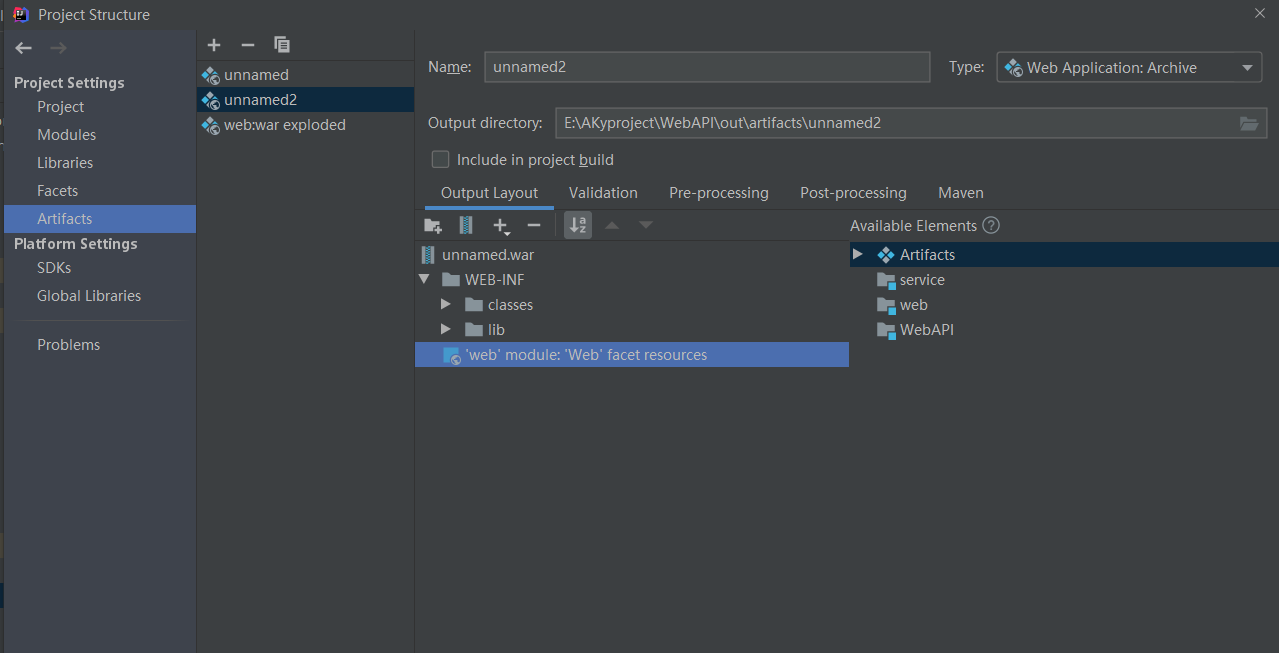 Project Structure
Project Settings
Project
Modules
Libraries
Facets
Artifacts
Platform Settings
SDKs
Global Libraries
Problems
unnamed
unnamed2
web:war exploded
Name: unnamed2 Type: Web Application: Archive
Output directory: E:\AKyproject\WebAPI\out\artifacts\unnamed2
Include in project build
Output Layout Validation Pre-processing Post-processing Maven
unnamed.war
WEB-INF
classes
lib
'web' module: 'Web' facet resources
Available Elements ?
Artifacts
service
web
WebAPI